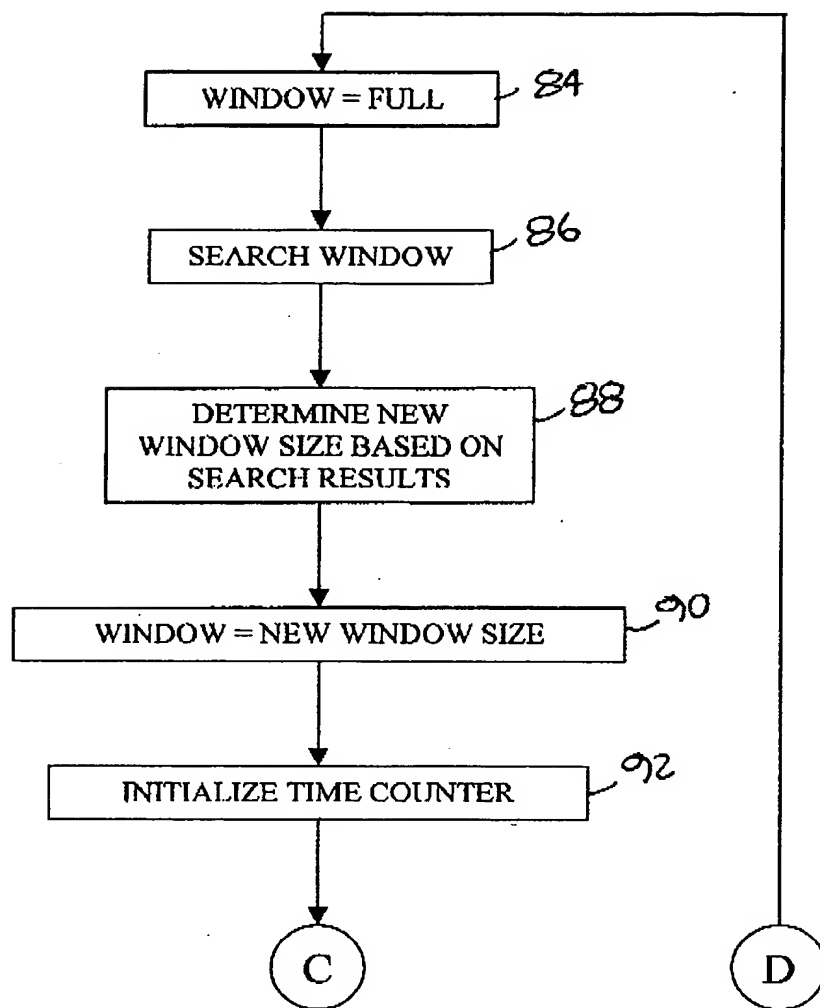 WINDOW = FULL
84
SEARCH WINDOW
86
DETERMINE NEW
WINDOW SIZE BASED ON
SEARCH RESULTS
88
WINDOW = NEW WINDOW SIZE
90
INITIALIZE TIME COUNTER
92
C
D